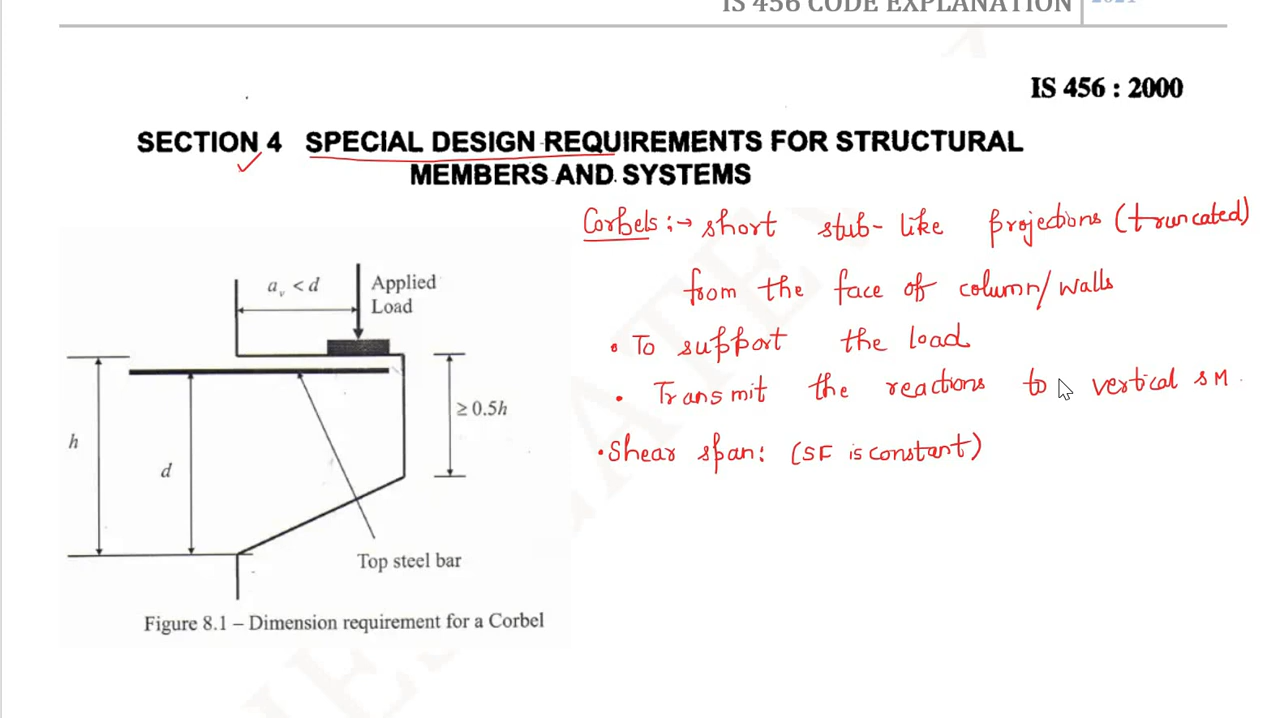 IS 456 CODE EXPLANATION 2021
IS 456 : 2000
SECTION 4 SPECIAL DESIGN REQUIREMENTS FOR STRUCTURAL
MEMBERS AND SYSTEMS
Corbels :→ short stub-like projections (truncated)
from the face of column/walls
• To support the load
• Transmit the reactions to vertical SM
• Shear span: (SF is constant)
a_v < d
Applied
Load
≥ 0.5h
h
d
Top steel bar
Figure 8.1 – Dimension requirement for a Corbel